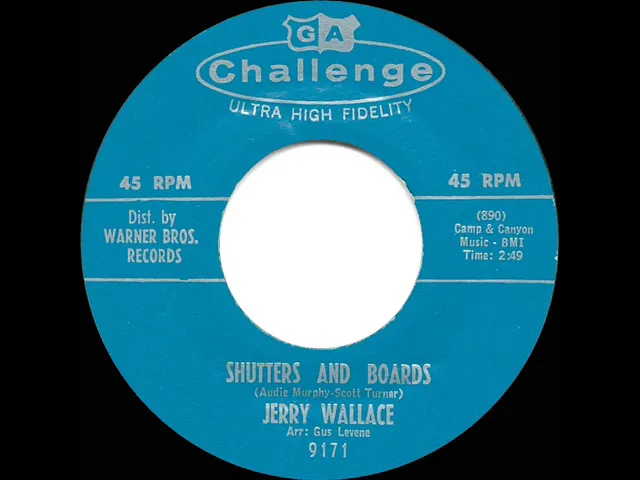 GA
Challenge
ULTRA HIGH FIDELITY
45 RPM
45 RPM
Dist. by
WARNER BROS.
RECORDS
(890)
Camp & Canyon
Music - BMI
Time: 2:49
SHUTTERS AND BOARDS
(Audie Murphy-Scott Turner)
JERRY WALLACE
Arr: Gus Levene
9171